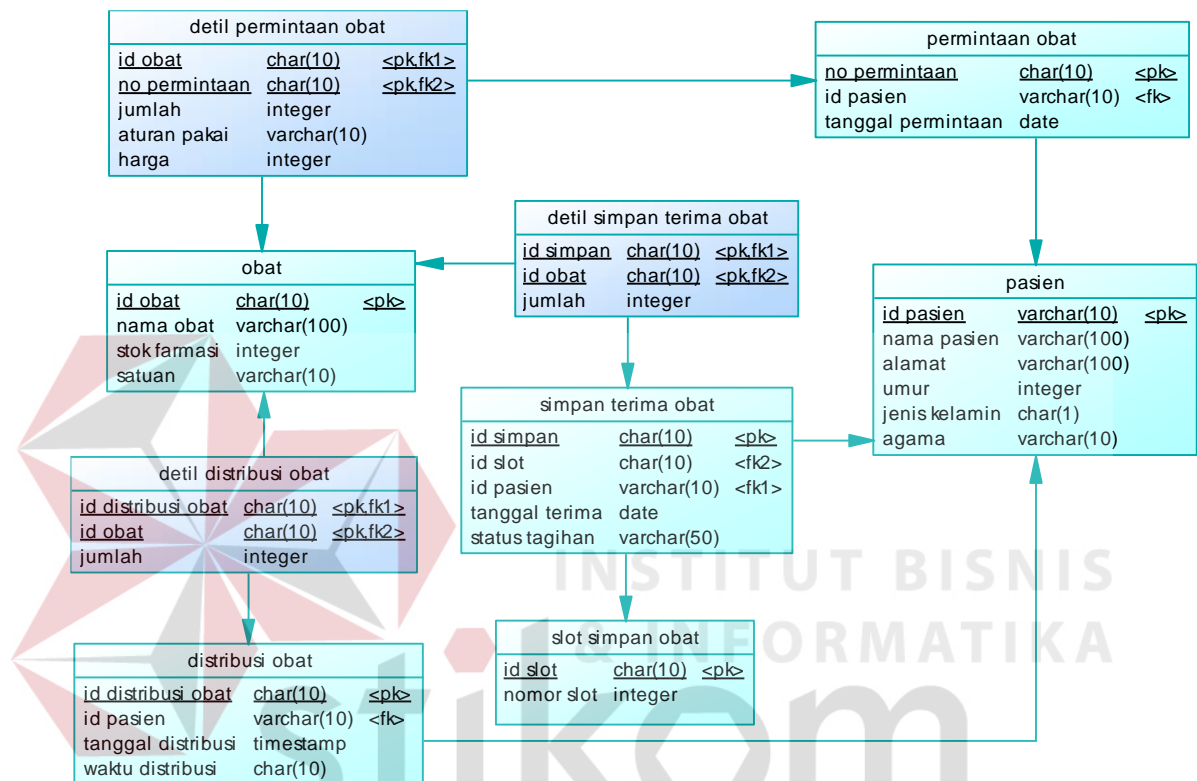 detil permintaan obat
id obat char(10) <pk,fk1>
no permintaan char(10) <pk,fk2>
jumlah integer
aturan pakai varchar(10)
harga integer
permintaan obat
no permintaan char(10) <pk>
id pasien varchar(10) <fk>
tanggal permintaan date
detil simpan terima obat
id simpan char(10) <pk,fk1>
id obat char(10) <pk,fk2>
jumlah integer
obat
id obat char(10) <pk>
nama obat varchar(100)
stok farmasi integer
satuan varchar(10)
pasien
id pasien varchar(10) <pk>
nama pasien varchar(100)
alamat varchar(100)
umur integer
jenis kelamin char(1)
agama varchar(10)
simpan terima obat
id simpan char(10) <pk>
id slot char(10) <fk2>
id pasien varchar(10) <fk1>
tanggal terima date
status tagihan varchar(50)
detil distribusi obat
id distribusi obat char(10) <pk,fk1>
id obat char(10) <pk,fk2>
jumlah integer
slot simpan obat
id slot char(10) <pk>
nomor slot integer
distribusi obat
id distribusi obat char(10) <pk>
id pasien varchar(10) <fk>
tanggal distribusi timestamp
waktu distribusi char(10)
INSTITUT BISNIS
& INFORMATIKA
stikom